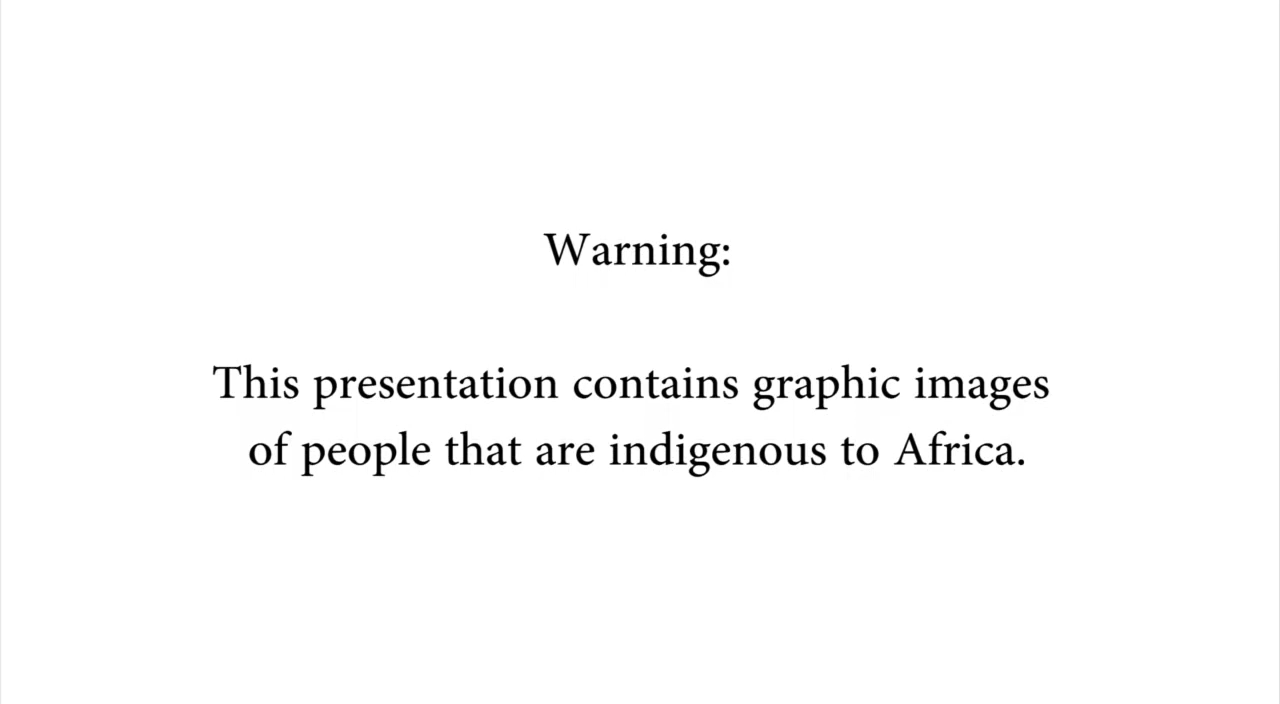 Warning:
This presentation contains graphic images
of people that are indigenous to Africa.